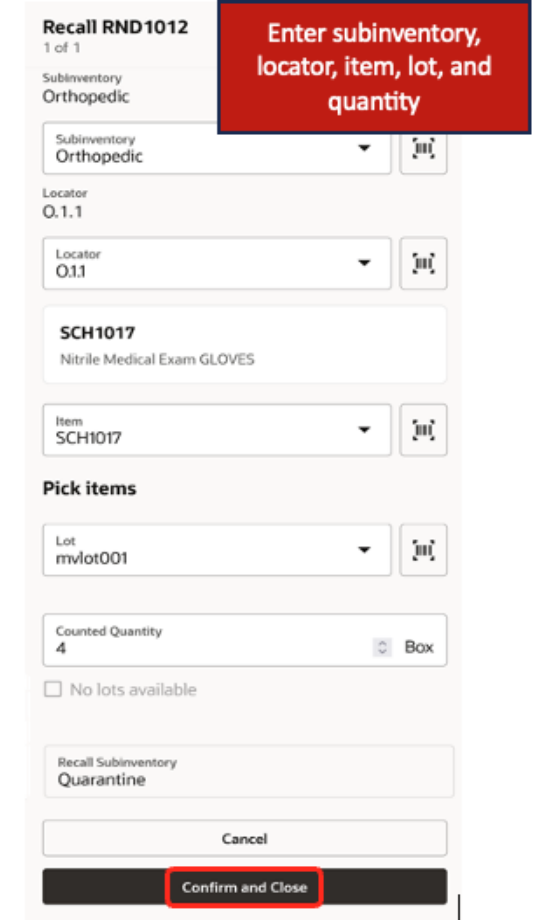 Recall RND1012
1 of 1
Enter subinventory,
locator, item, lot, and
quantity
Subinventory
Orthopedic
Subinventory
Orthopedic
Locator
O.1.1
Locator
O.1.1
SCH1017
Nitrile Medical Exam GLOVES
Item
SCH1017
Pick items
Lot
mvlot001
Counted Quantity
4
Box
No lots available
Recall Subinventory
Quarantine
Cancel
Confirm and Close